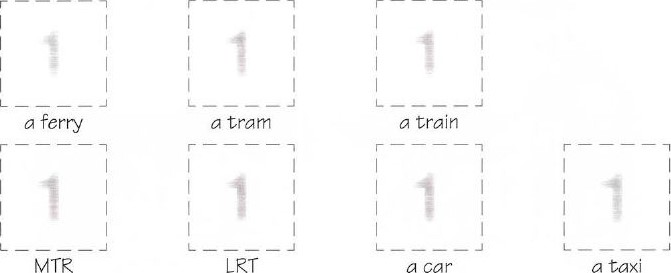 1 1 1
a ferry a tram a train
1 1 1 1
MTR LRT a car a taxi